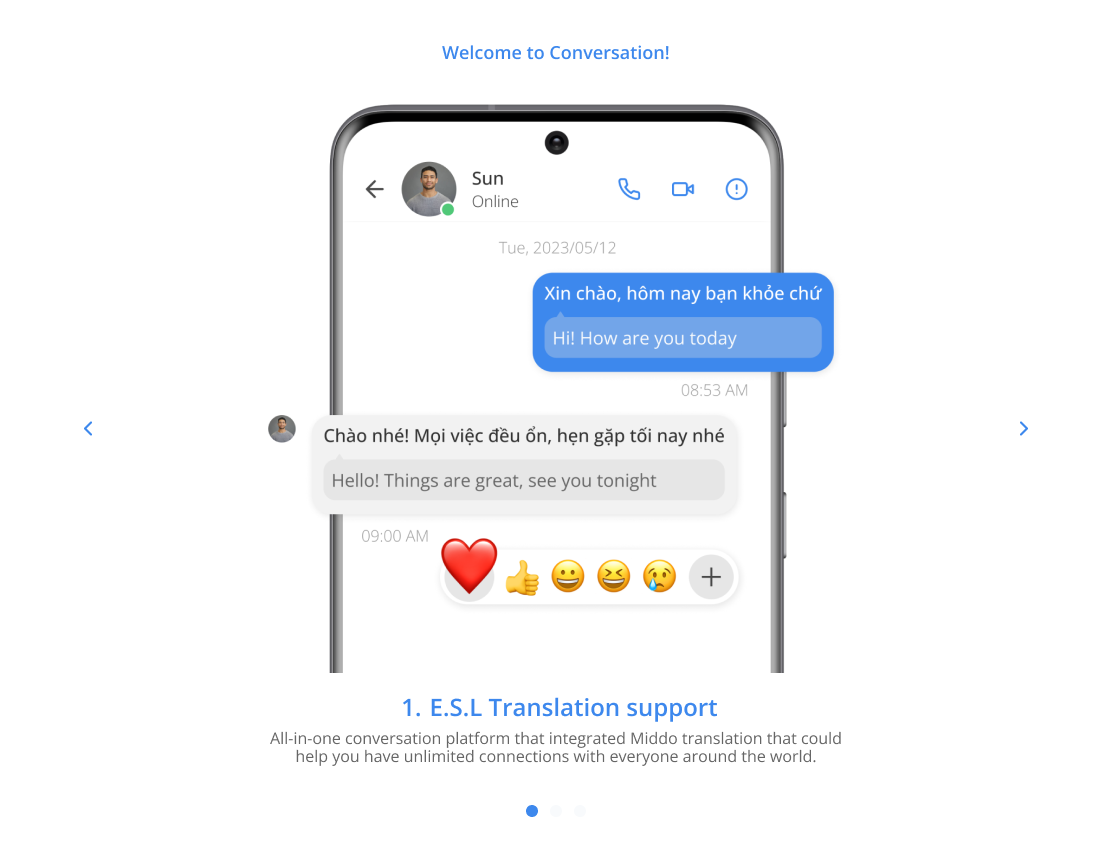 Welcome to Conversation!
Sun
Online
Tue, 2023/05/12
Xin chào, hôm nay bạn khỏe chứ
Hi! How are you today
08:53 AM
Chào nhé! Mọi việc đều ổn, hẹn gặp tối nay nhé
Hello! Things are great, see you tonight
09:00 AM
1. E.S.L Translation support
All-in-one conversation platform that integrated Middo translation that could
help you have unlimited connections with everyone around the world.